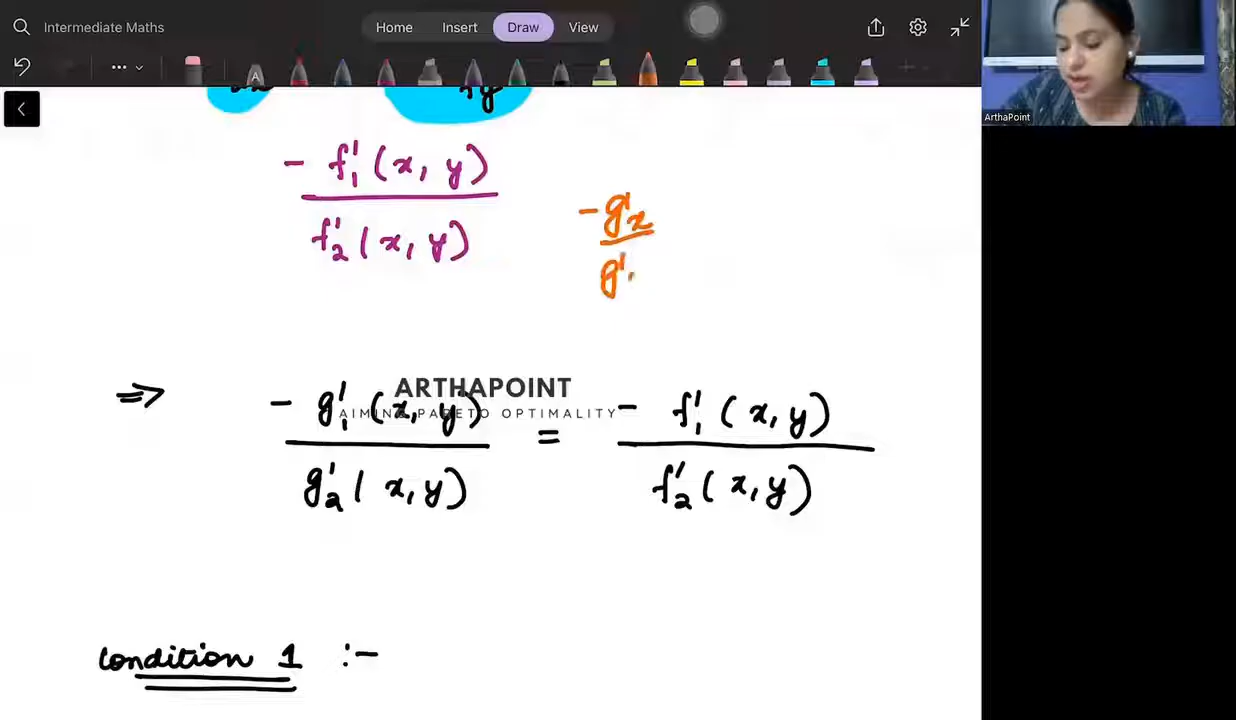 Intermediate Maths Home Insert Draw View
ArthaPoint
- f'₁ (x, y)
f'₂ (x, y)
- g'x
g'
⇒ - g'₁ (x, y) = - f'₁ (x, y)
g'₂ (x, y) f'₂ (x, y)
ARTHAPOINT
AIMING PARETO OPTIMALITY
Condition 1 :-